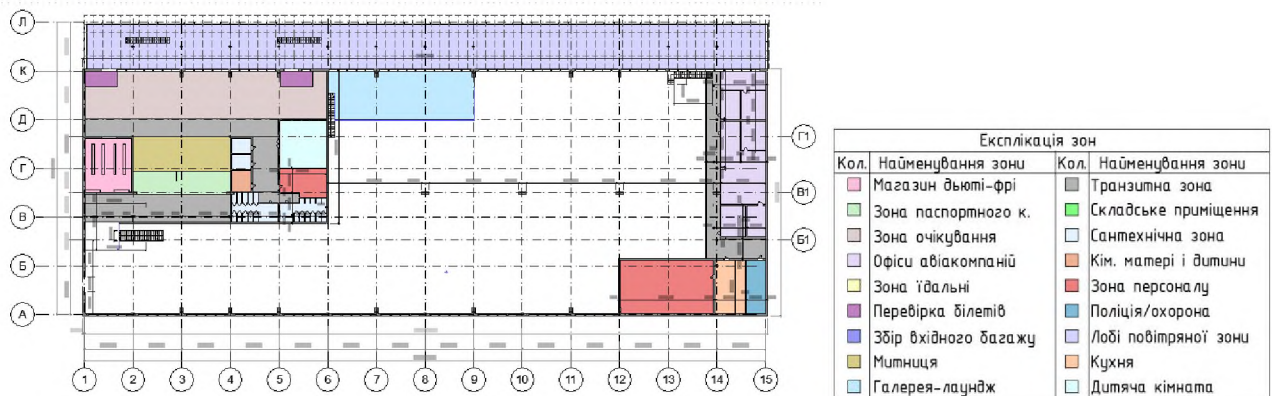 Л
К
Д
Г
В
Б
А
Г1
В1
Б1
1 2 3 4 5 6 7 8 9 10 11 12 13 14 15
Експлікація зон
Кол. Найменування зони Кол. Найменування зони
Магазин дьюті-фрі Транзитна зона
Зона паспортного к. Складське приміщення
Зона очікування Сантехнічна зона
Офіси авіакомпаній Кім. матері і дитини
Зона їдальні Зона персоналу
Перевірка білетів Поліція/охорона
Збір вхідного багажу Лобі повітряної зони
Митниця Кухня
Галерея-лаундж Дитяча кімната